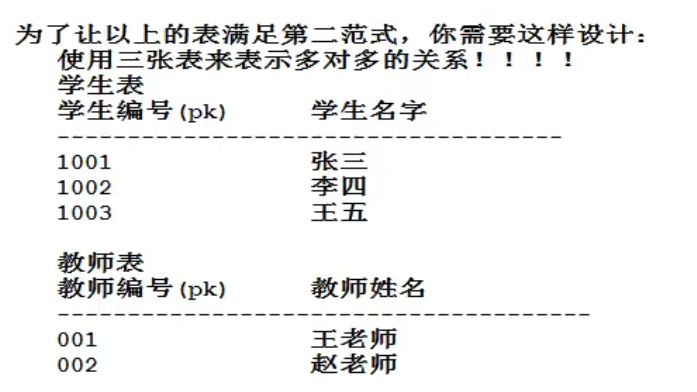 为了让以上的表满足第二范式，你需要这样设计：
使用三张表来表示多对多的关系！！！！
学生表
学生编号(pk) 学生名字
------------------------------------
1001 张三
1002 李四
1003 王五
教师表
教师编号(pk) 教师姓名
--------------------------------------
001 王老师
002 赵老师